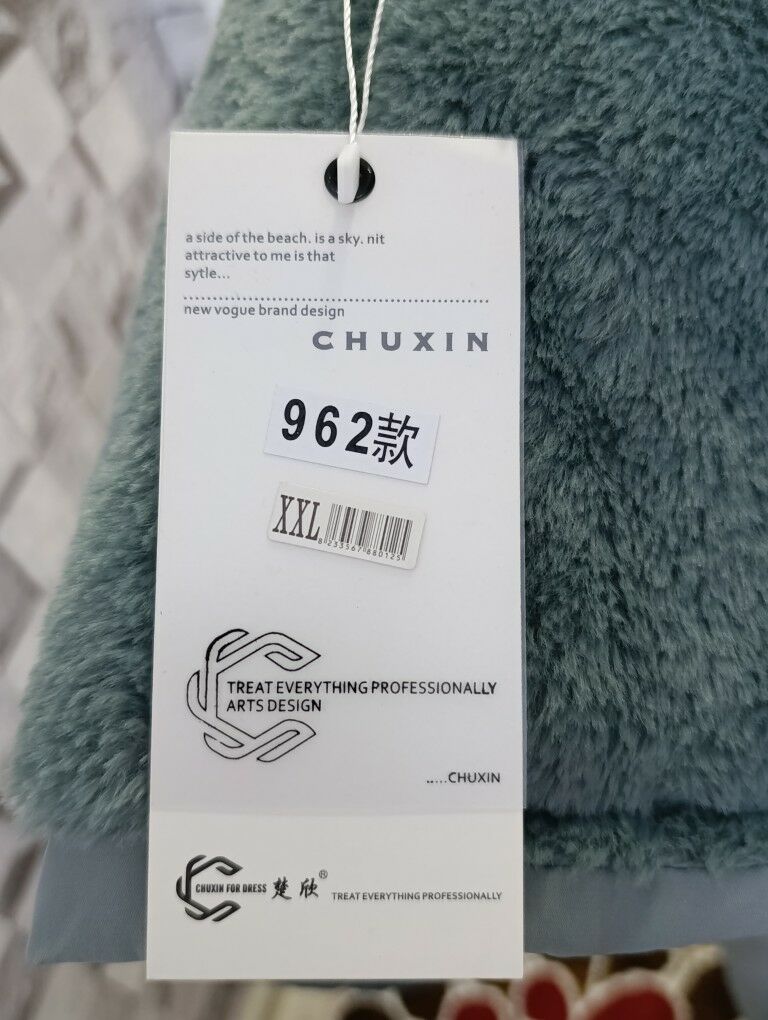 a side of the beach. is a sky. nit
attractive to me is that
sytle...
new vogue brand design
CHUXIN
962款
XXL
8233567880125
TREAT EVERYTHING PROFESSIONALLY
ARTS DESIGN
.....CHUXIN
CHUXIN FOR DRESS 楚欣® TREAT EVERYTHING PROFESSIONALLY